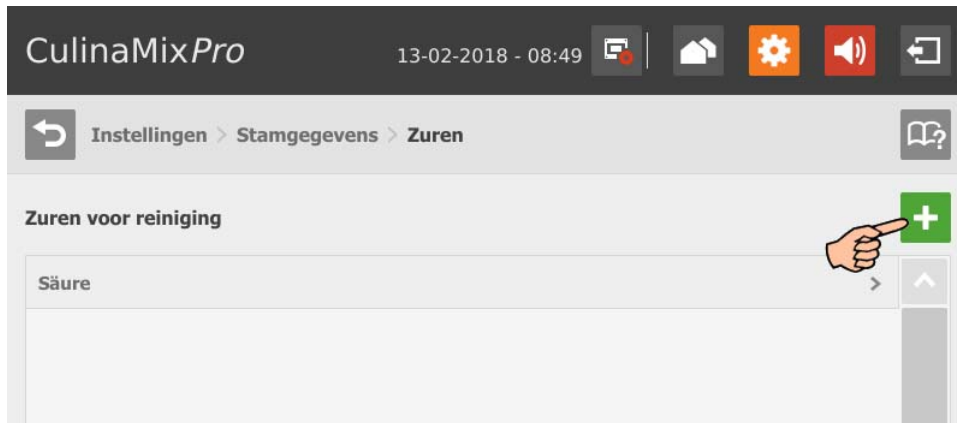 CulinaMixPro 13-02-2018 - 08:49
Instellingen > Stamgegevens > Zuren
Zuren voor reiniging
Säure